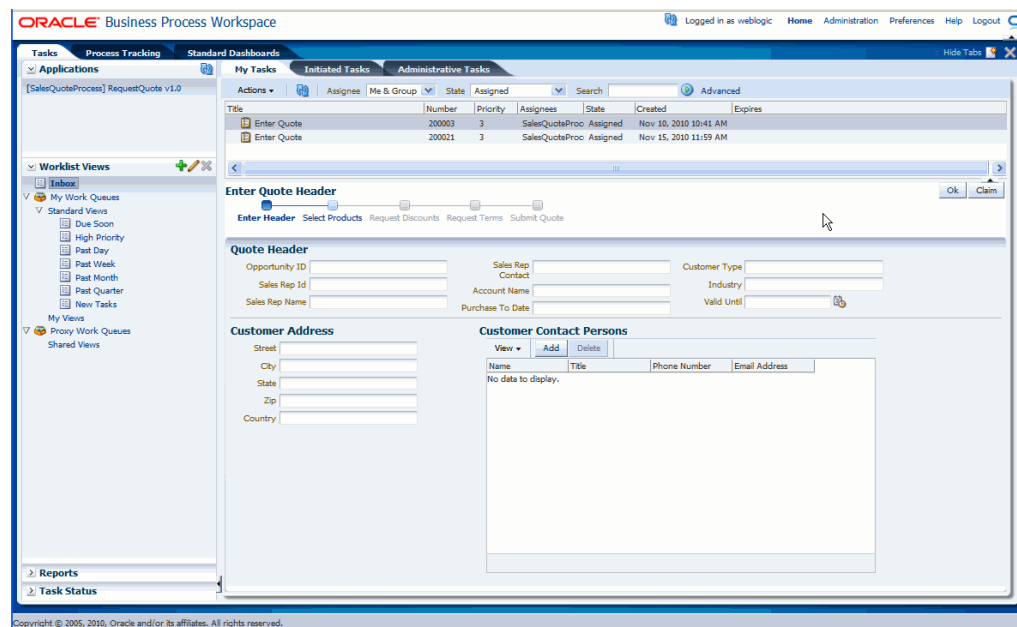 ORACLE Business Process Workspace
Logged in as weblogic Home Administration Preferences Help Logout
Tasks Process Tracking Standard Dashboards
Hide Tabs
Applications
[SalesQuoteProcess] RequestQuote v1.0
My Tasks Initiated Tasks Administrative Tasks
Actions Assignee Me & Group State Assigned Search Advanced
Title Number Priority Assignees State Created Expires
Enter Quote 200003 3 SalesQuoteProc Assigned Nov 10, 2010 10:41 AM
Enter Quote 200021 3 SalesQuoteProc Assigned Nov 15, 2010 11:59 AM
Worklist Views
Inbox
My Work Queues
Standard Views
Due Soon
High Priority
Past Day
Past Week
Past Month
Past Quarter
New Tasks
My Views
Proxy Work Queues
Shared Views
Reports
Task Status
Enter Quote Header
Ok Claim
Enter Header Select Products Request Discounts Request Terms Submit Quote
Quote Header
Opportunity ID
Sales Rep Id
Sales Rep Name
Sales Rep
Contact
Account Name
Purchase To Date
Customer Type
Industry
Valid Until
Customer Address
Street
City
State
Zip
Country
Customer Contact Persons
View Add Delete
Name Title Phone Number Email Address
No data to display.
Copyright © 2005, 2010, Oracle and/or its affiliates. All rights reserved.